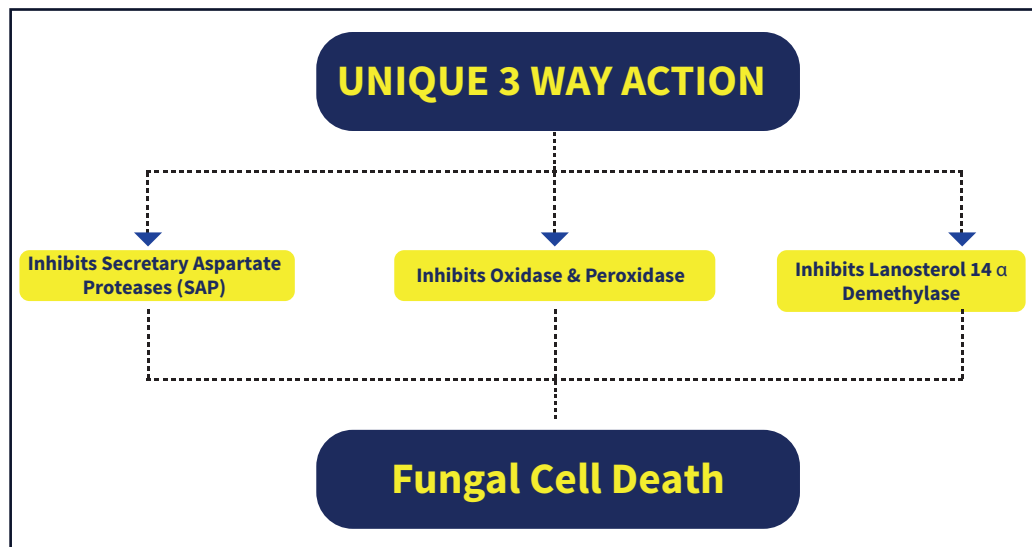 UNIQUE 3 WAY ACTION
Inhibits Secretary Aspartate
Proteases (SAP)
Inhibits Oxidase & Peroxidase
Inhibits Lanosterol 14 α
Demethylase
Fungal Cell Death